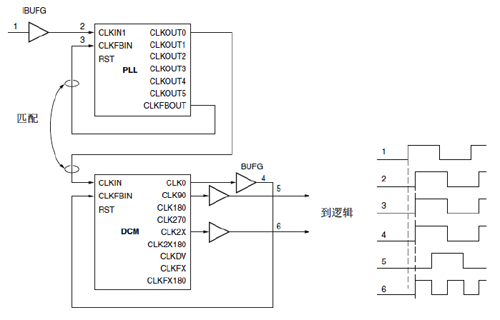 IBUFG
1
2
3
CLKIN1
CLKFBIN
RST
PLL
CLKOUT0
CLKOUT1
CLKOUT2
CLKOUT3
CLKOUT4
CLKOUT5
CLKFBOUT
匹配
CLKIN
CLKFBIN
RST
DCM
CLK0
CLK90
CLK180
CLK270
CLK2X
CLK2X180
CLKDV
CLKFX
CLKFX180
BUFG
4
5
6
到逻辑
1
2
3
4
5
6